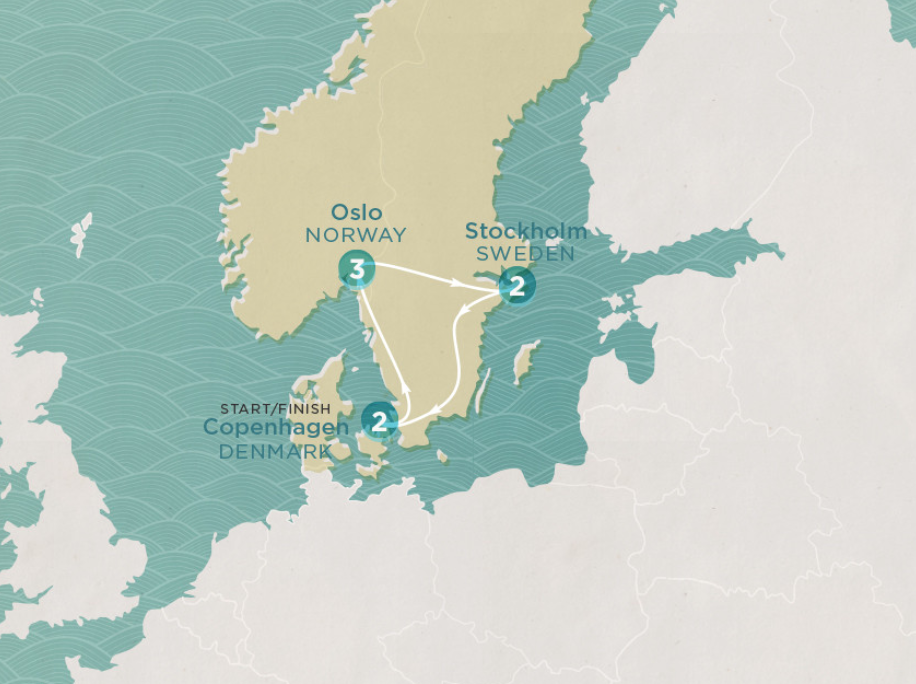 Oslo
NORWAY
3
Stockholm
SWEDEN
2
START/FINISH
Copenhagen
DENMARK
2